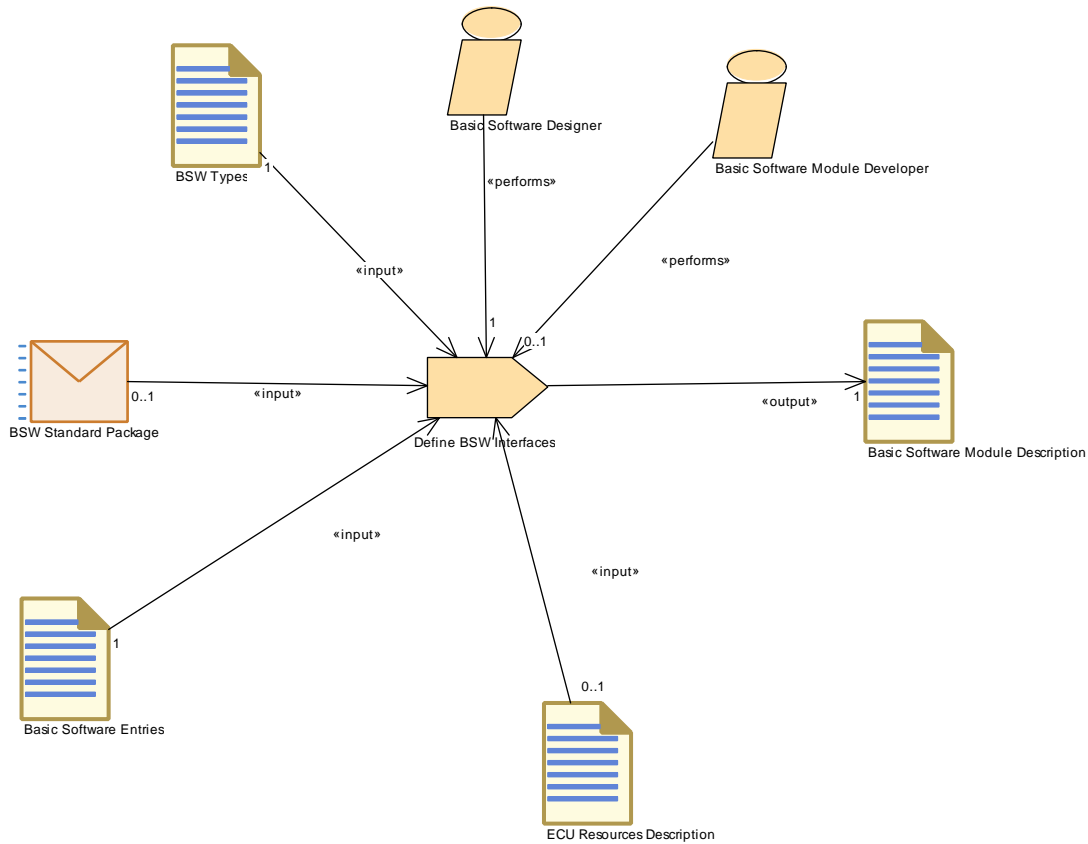 Basic Software Designer
BSW Types
1
Basic Software Module Developer
«performs»
«performs»
«input»
1
0..1
0..1
«input»
«output»
1
BSW Standard Package
Define BSW Interfaces
Basic Software Module Description
«input»
«input»
1
0..1
Basic Software Entries
ECU Resources Description